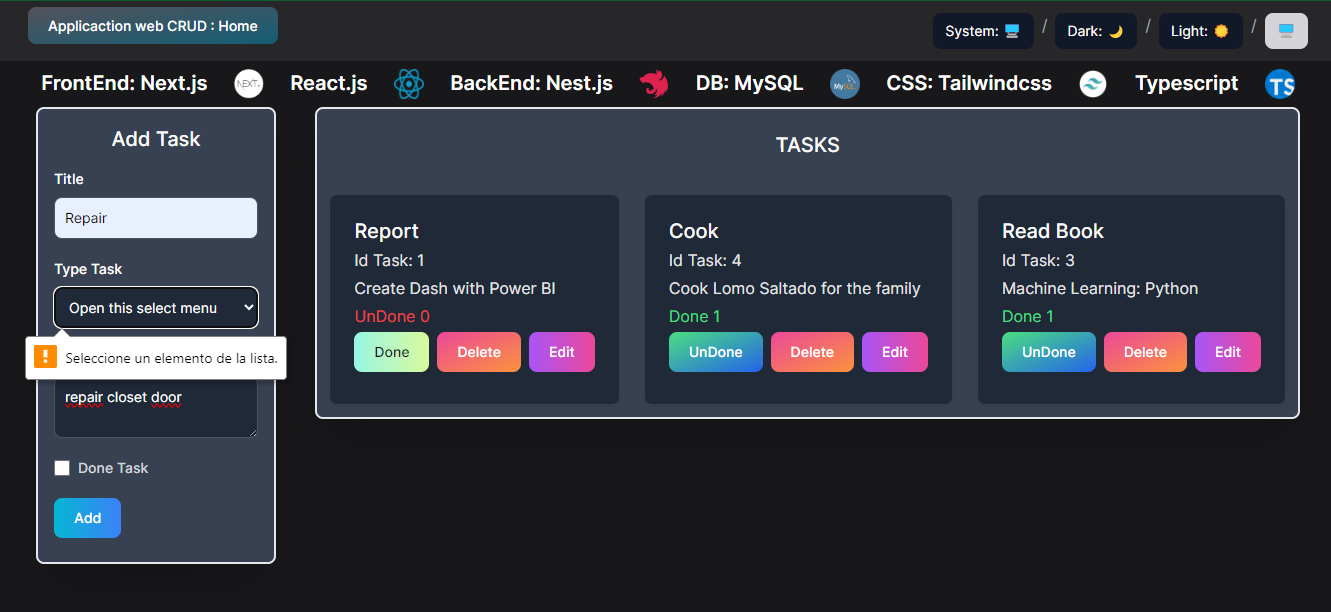 Applicaction web CRUD : Home
System: / Dark: / Light: /
FrontEnd: Next.js NEXT. React.js BackEnd: Nest.js DB: MySQL MySQL CSS: Tailwindcss Typescript TS
Add Task
Title
Repair
Type Task
Open this select menu
! Seleccione un elemento de la lista.
repair closet door
Done Task
Add
TASKS
Report
Id Task: 1
Create Dash with Power BI
UnDone 0
Done Delete Edit
Cook
Id Task: 4
Cook Lomo Saltado for the family
Done 1
UnDone Delete Edit
Read Book
Id Task: 3
Machine Learning: Python
Done 1
UnDone Delete Edit